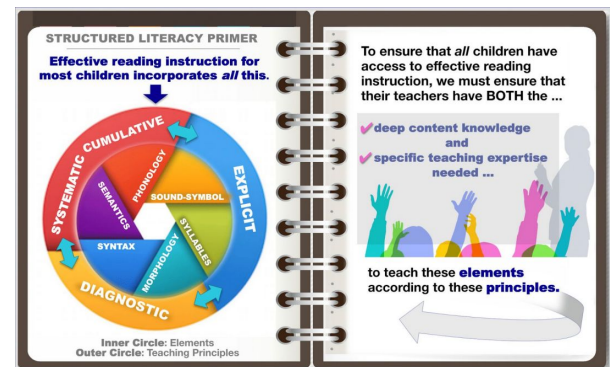 STRUCTURED LITERACY PRIMER
Effective reading instruction for
most children incorporates all this.
SYSTEMATIC CUMULATIVE
EXPLICIT
DIAGNOSTIC
PHONOLOGY
SOUND-SYMBOL
SYLLABLES
MORPHOLOGY
SYNTAX
SEMANTICS
Inner Circle: Elements
Outer Circle: Teaching Principles
To ensure that all children have
access to effective reading
instruction, we must ensure that
their teachers have BOTH the ...
✔deep content knowledge
and
✔specific teaching expertise
needed ...
to teach these elements
according to these principles.